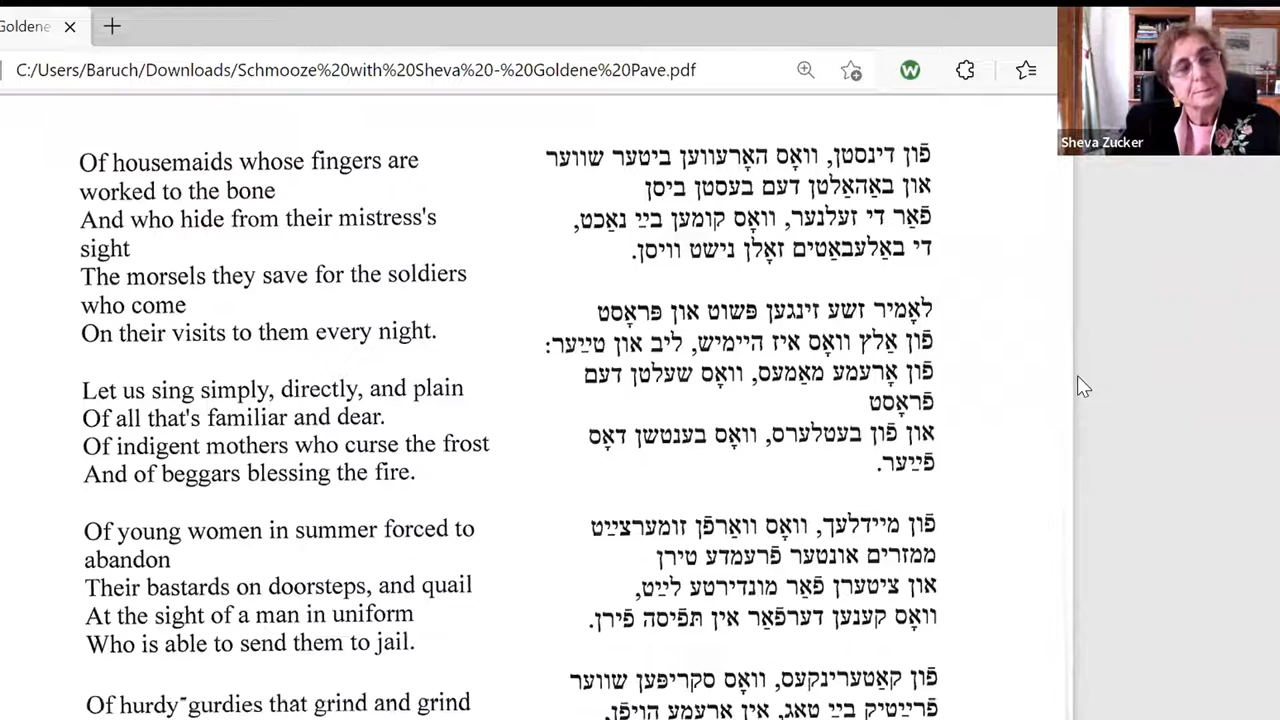 Goldene
C:/Users/Baruch/Downloads/Schmooze%20with%20Sheva%20-%20Goldene%20Pave.pdf
Sheva Zucker
Of housemaids whose fingers are
worked to the bone
And who hide from their mistress's
sight
The morsels they save for the soldiers
who come
On their visits to them every night.
Let us sing simply, directly, and plain
Of all that's familiar and dear.
Of indigent mothers who curse the frost
And of beggars blessing the fire.
Of young women in summer forced to
abandon
Their bastards on doorsteps, and quail
At the sight of a man in uniform
Who is able to send them to jail.
Of hurdy-gurdies that grind and grind
פֿון דינסטן, וואָס האָרעווען ביטער שווער
און באַהאַלטן דעם בעסטן ביסן
פֿאַר די זעלנער, וואָס קומען בײַ נאַכט,
די באַלעבאַטים זאָלן נישט וויסן.
לאָמיר זשע זינגען פּשוט און פּראָסט
פֿון אַלץ וואָס איז היימיש, ליב און טײַער:
פֿון אָרעמע מאַמעס, וואָס שעלטן דעם
פֿראָסט
און פֿון בעטלערס, וואָס בענטשן דאָס
פֿײַער.
פֿון מיידלעך, וואָס וואַרפֿן זומערצײַט
ממזרים אונטער פֿרעמדע טירן
און ציטערן פֿאַר מונדירטע לײַט,
וואָס קענען דערפֿאַר אין תּפֿיסה פֿירן.
פֿון קאַטערינקעס, וואָס סקריפּען שווער
פֿרײַטיק בײַ טאָג, אין אָרעמע הויפֿן,